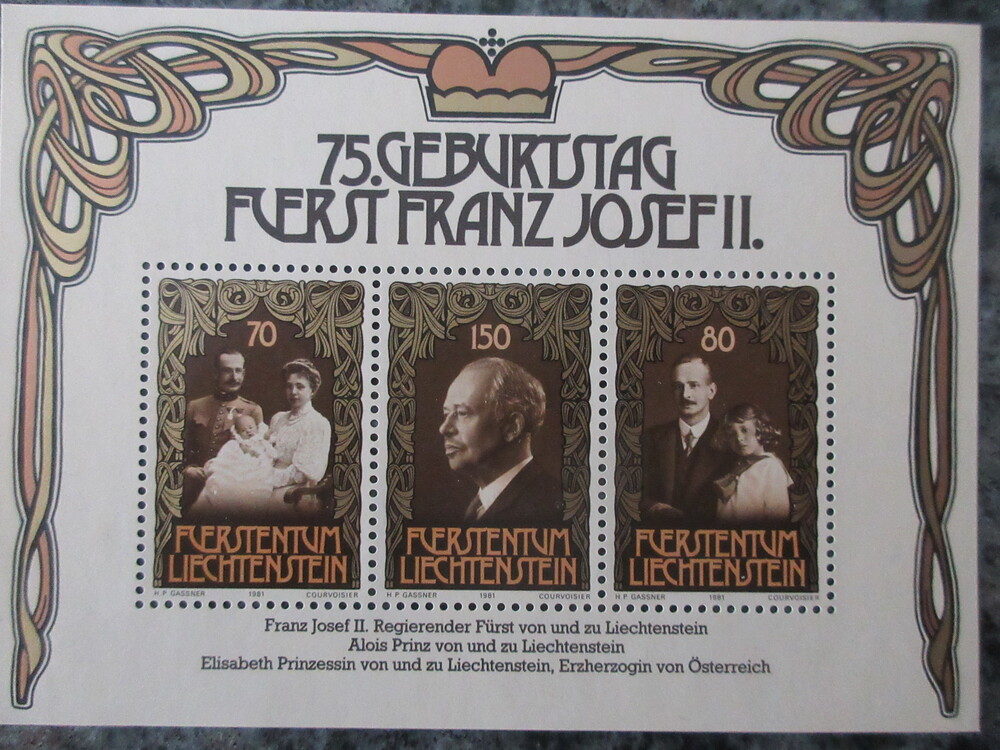 75. GEBURTSTAG
FUERST FRANZ JOSEF II.
70
150
80
FUERSTENTUM
LIECHTENSTEIN
FUERSTENTUM
LIECHTENSTEIN
FUERSTENTUM
LIECHTENSTEIN
H. P. GASSNER 1981 COURVOISIER
H. P. GASSNER 1981 COURVOISIER
H. P. GASSNER 1981 COURVOISIER
Franz Josef II. Regierender Fürst von und zu Liechtenstein
Alois Prinz von und zu Liechtenstein
Elisabeth Prinzessin von und zu Liechtenstein, Erzherzogin von Österreich